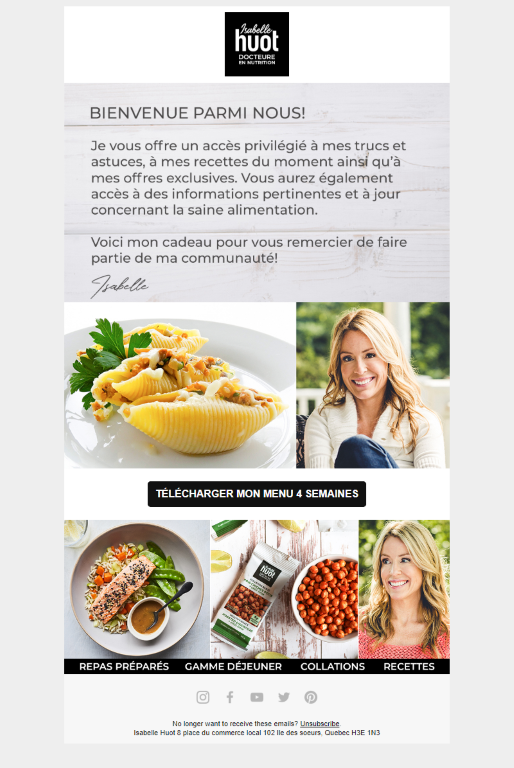 Isabelle
huot
DOCTEURE
EN NUTRITION
BIENVENUE PARMI NOUS!
Je vous offre un accès privilégié à mes trucs et
astuces, à mes recettes du moment ainsi qu'à
mes offres exclusives. Vous aurez également
accès à des informations pertinentes et à jour
concernant la saine alimentation.
Voici mon cadeau pour vous remercier de faire
partie de ma communauté!
Isabelle
TÉLÉCHARGER MON MENU 4 SEMAINES
huot
REPAS PRÉPARÉS GAMME DÉJEUNER COLLATIONS RECETTES
No longer want to receive these emails? Unsubscribe.
Isabelle Huot 8 place du commerce local 102 Ile des soeurs, Quebec H3E 1N3